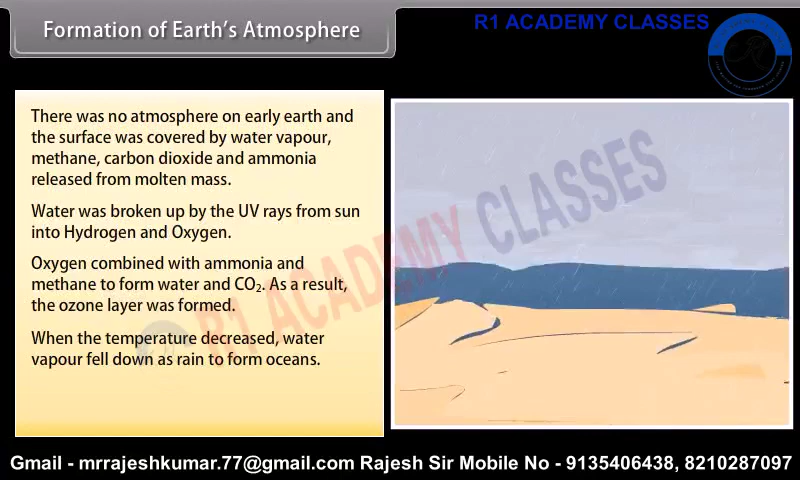 Formation of Earth's Atmosphere
R1 ACADEMY CLASSES
There was no atmosphere on early earth and
the surface was covered by water vapour,
methane, carbon dioxide and ammonia
released from molten mass.
Water was broken up by the UV rays from sun
into Hydrogen and Oxygen.
Oxygen combined with ammonia and
methane to form water and CO₂. As a result,
the ozone layer was formed.
When the temperature decreased, water
vapour fell down as rain to form oceans.
R1 ACADEMY CLASSES
Gmail - mrrajeshkumar.77@gmail.com Rajesh Sir Mobile No - 9135406438, 8210287097